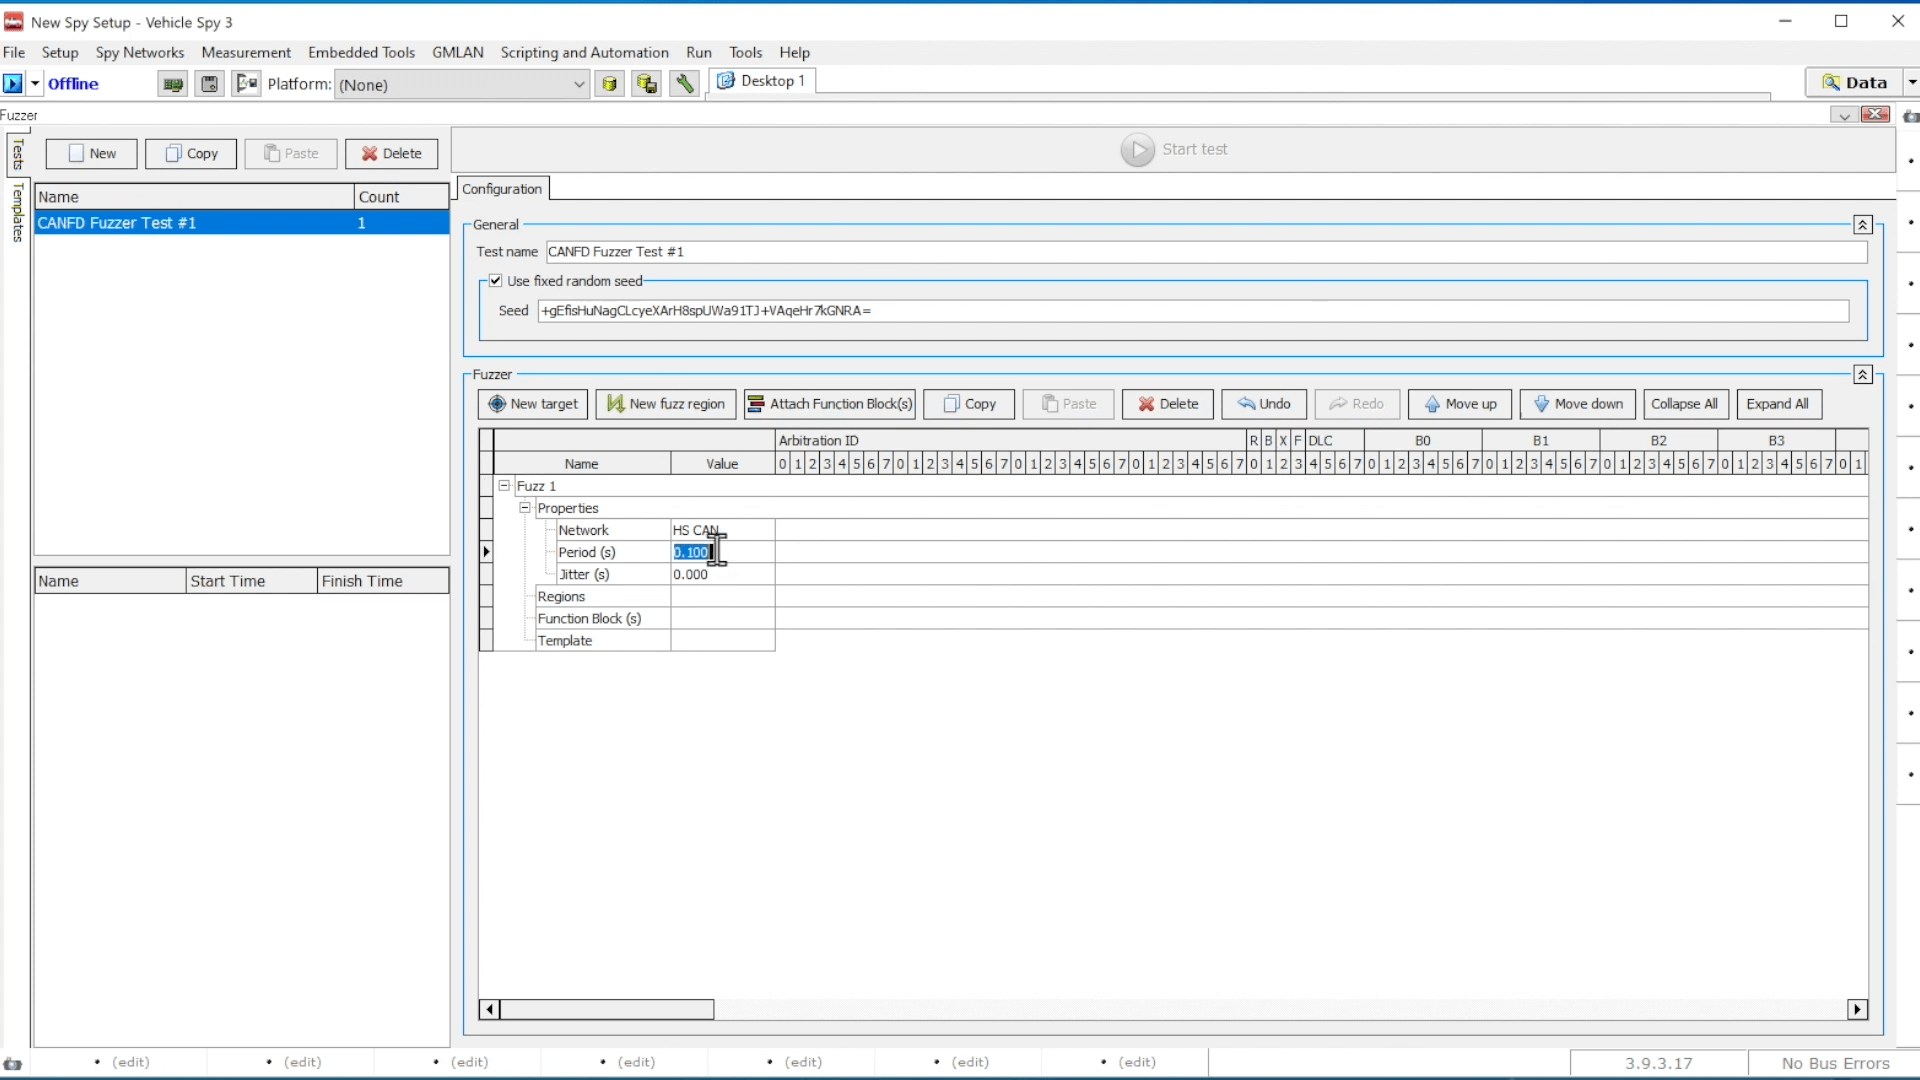 New Spy Setup - Vehicle Spy 3
File Setup Spy Networks Measurement Embedded Tools GMLAN Scripting and Automation Run Tools Help
Offline Platform: (None) Desktop 1 Data
Fuzzer
Tests
Templates
New Copy Paste Delete
Start test
Name Count
CANFD Fuzzer Test #1 1
Name Start Time Finish Time
Configuration
General
Test name CANFD Fuzzer Test #1
Use fixed random seed
Seed +gEfisHuNagCLcyeXArH8spUWa91TJ+VAqeHr7kGNRA=
Fuzzer
New target New fuzz region Attach Function Block(s) Copy Paste Delete Undo Redo Move up Move down Collapse All Expand All
Arbitration ID R B X F DLC B0 B1 B2 B3
Name Value 0 1 2 3 4 5 6 7 0 1 2 3 4 5 6 7 0 1 2 3 4 5 6 7 0 1 2 3 4 5 6 7 0 1 2 3 4 5 6 7 0 1 2 3 4 5 6 7 0 1 2 3 4 5 6 7 0 1 2 3 4 5 6 7 0 1 2 3 4 5 6 7 0 1
Fuzz 1
Properties
Network HS CAN
Period (s) 0.100
Jitter (s) 0.000
Regions
Function Block (s)
Template
(edit) (edit) (edit) (edit) (edit) (edit) (edit) 3.9.3.17 No Bus Errors